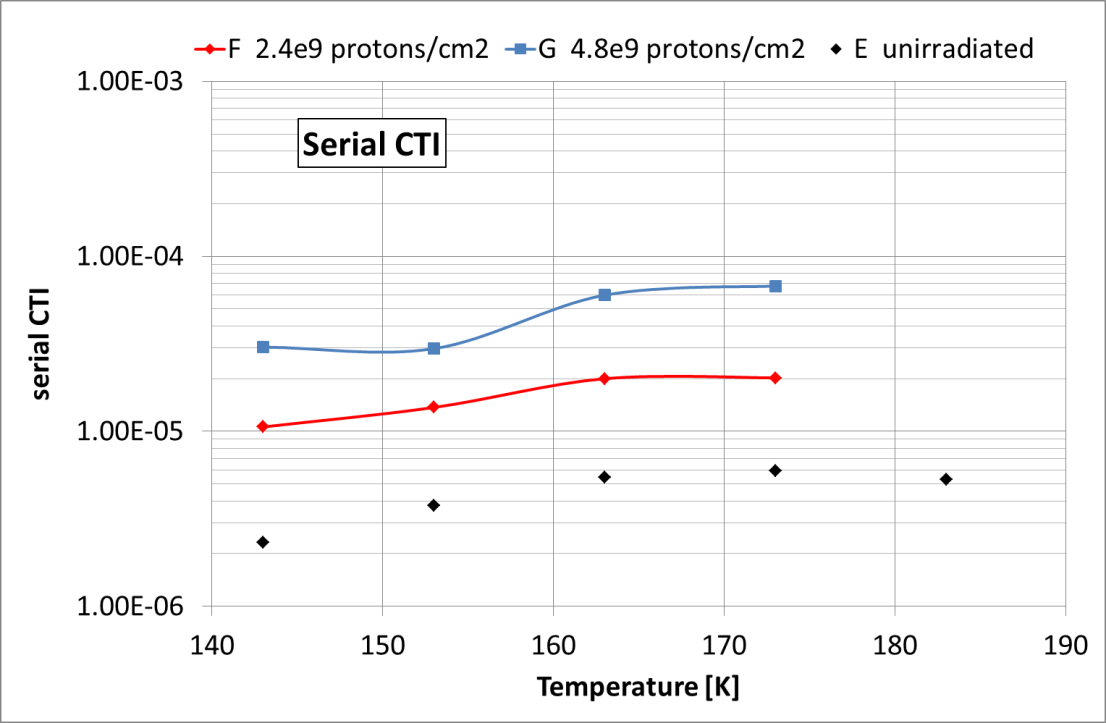 F 2.4e9 protons/cm2 G 4.8e9 protons/cm2 E unirradiated
1.00E-03
Serial CTI
1.00E-04
serial CTI
1.00E-05
1.00E-06
140 150 160 170 180 190
Temperature [K]